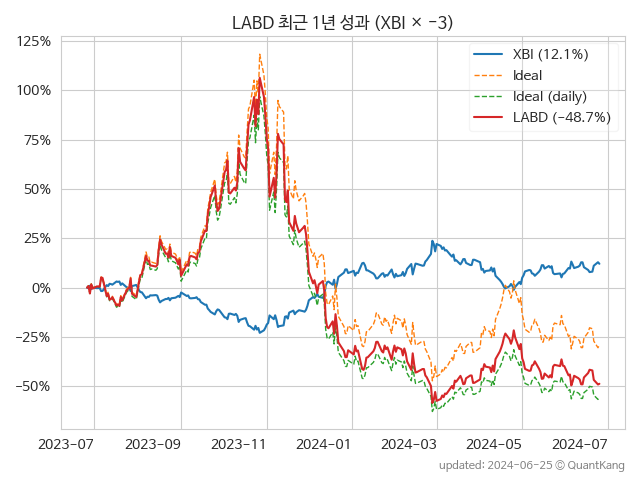 LABD 최근 1년 성과 (XBI × −3)
125%
100%
75%
50%
25%
0%
−25%
−50%
XBI (12.1%)
Ideal
Ideal (daily)
LABD (−48.7%)
2023-07
2023-09
2023-11
2024-01
2024-03
2024-05
2024-07
updated: 2024-06-25 © QuantKang